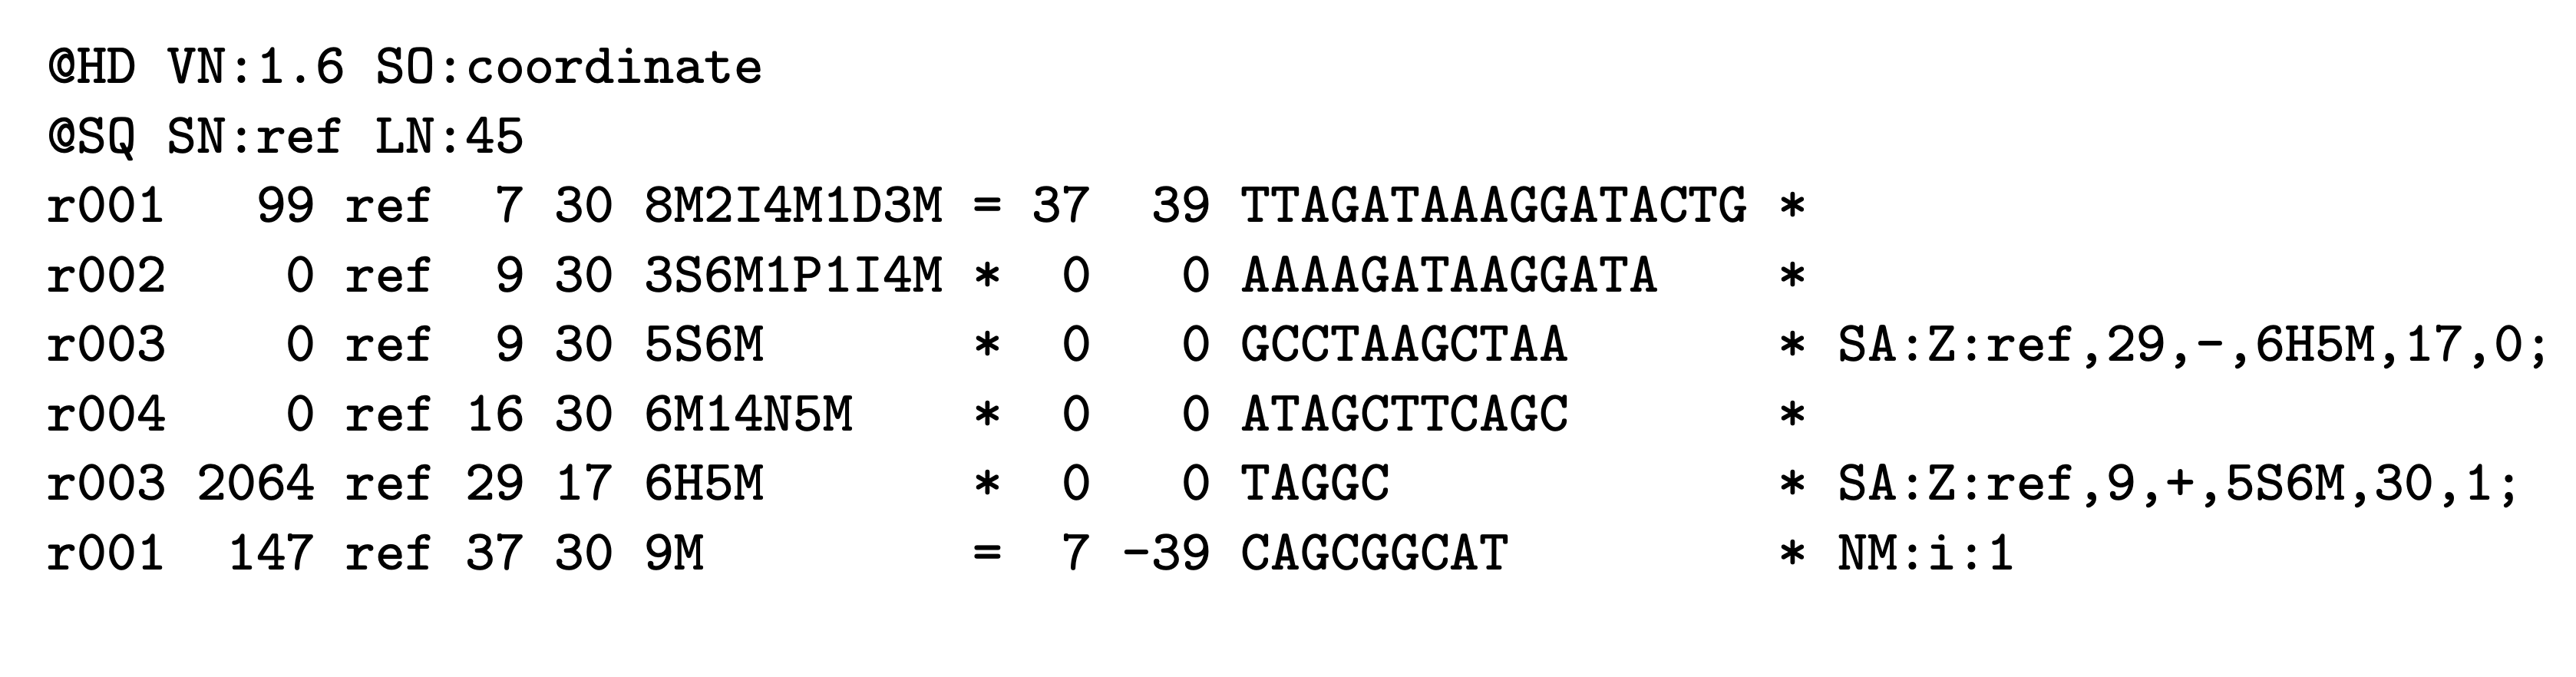 @HD VN:1.6 SO:coordinate
@SQ SN:ref LN:45
r001   99 ref  7 30 8M2I4M1D3M = 37  39 TTAGATAAAGGATACTG *
r002    0 ref  9 30 3S6M1P1I4M *  0   0 AAAAGATAAGGATA    *
r003    0 ref  9 30 5S6M       *  0   0 GCCTAAGCTAA       * SA:Z:ref,29,-,6H5M,17,0;
r004    0 ref 16 30 6M14N5M    *  0   0 ATAGCTTCAGC       *
r003 2064 ref 29 17 6H5M       *  0   0 TAGGC             * SA:Z:ref,9,+,5S6M,30,1;
r001  147 ref 37 30 9M         =  7 -39 CAGCGGCAT         * NM:i:1